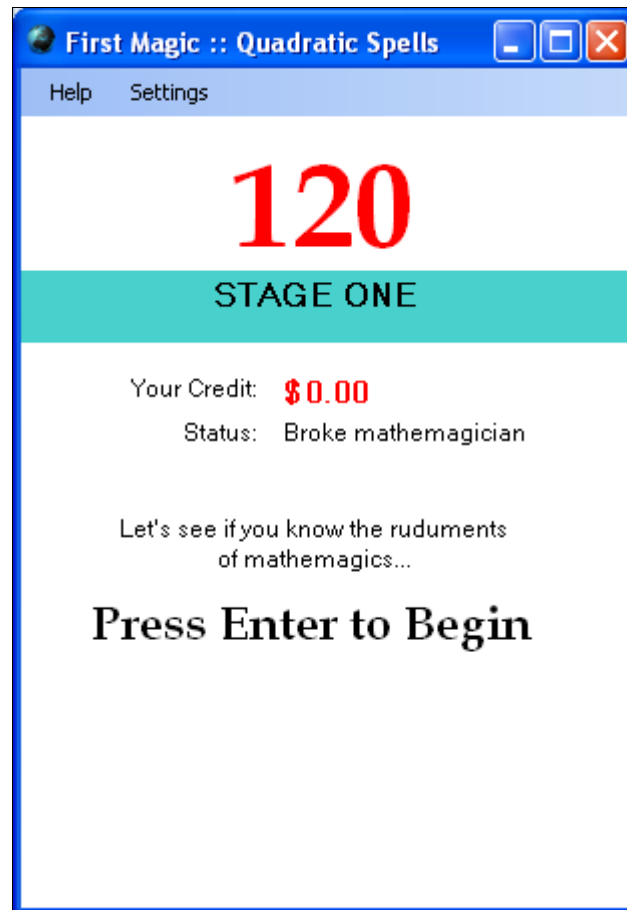 First Magic :: Quadratic Spells
Help Settings
120
STAGE ONE
Your Credit: $0.00
Status: Broke mathemagician
Let's see if you know the ruduments
of mathemagics...
Press Enter to Begin